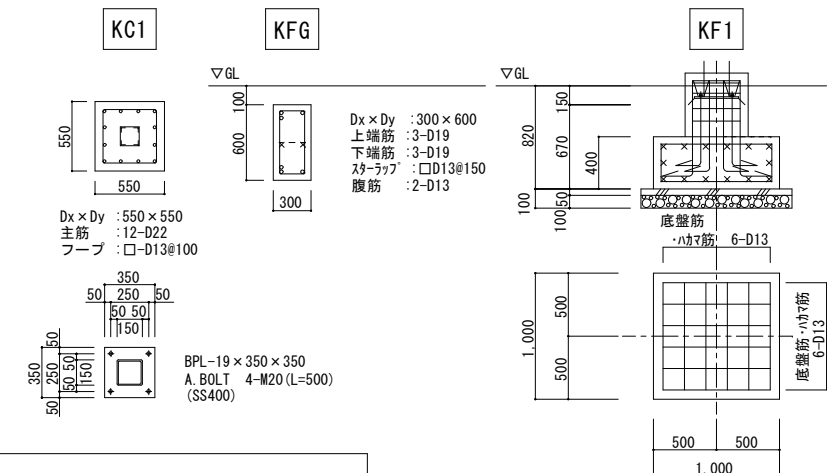 KC1
KFG
KF1
▽GL
▽GL
550
550
Dx×Dy :550×550
主筋 :12-D22
フープ :□-D13@100
100
600
300
Dx×Dy :300×600
上端筋 :3-D19
下端筋 :3-D19
スターラップ :□D13@150
腹筋 :2-D13
820
150
670
400
100
50
100
底盤筋
・ハカマ筋 6-D13
350
50 250 50
50 50
150
50
350
250
50 50
150
50
BPL-19×350×350
A.BOLT 4-M20(L=500)
(SS400)
1,000
500
500
底盤筋・ハカマ筋
6-D13
500 500
1,000